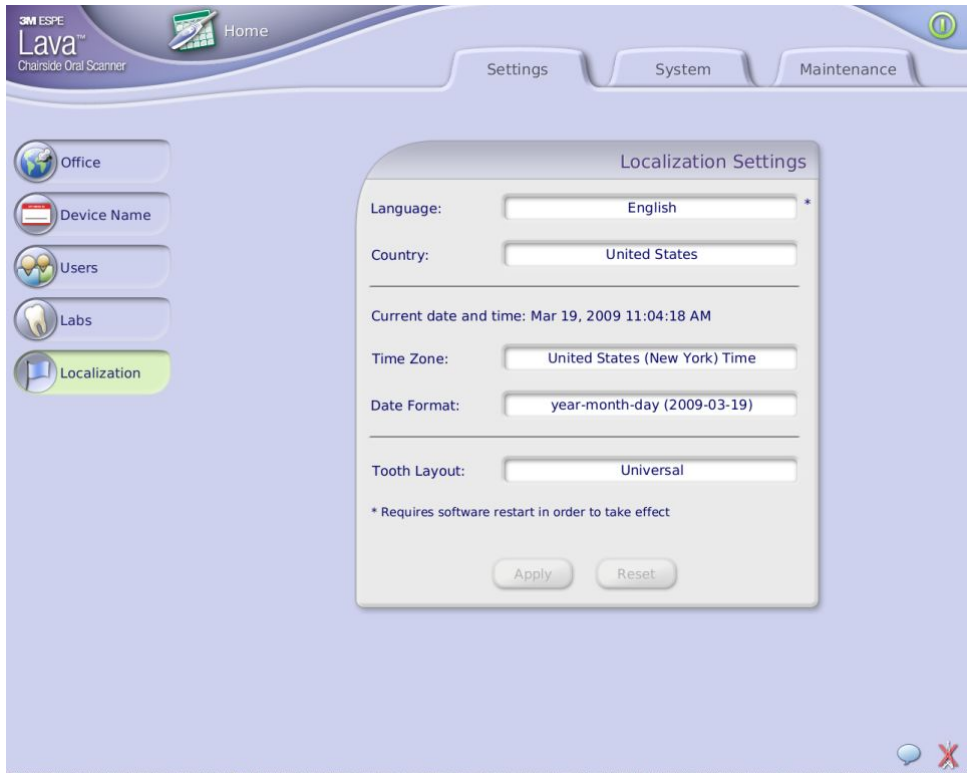 3M ESPE
Lava™
Chairside Oral Scanner
Home
Settings
System
Maintenance
Office
Device Name
Users
Labs
Localization
Localization Settings
Language: English *
Country: United States
Current date and time: Mar 19, 2009 11:04:18 AM
Time Zone: United States (New York) Time
Date Format: year-month-day (2009-03-19)
Tooth Layout: Universal
* Requires software restart in order to take effect
Apply Reset